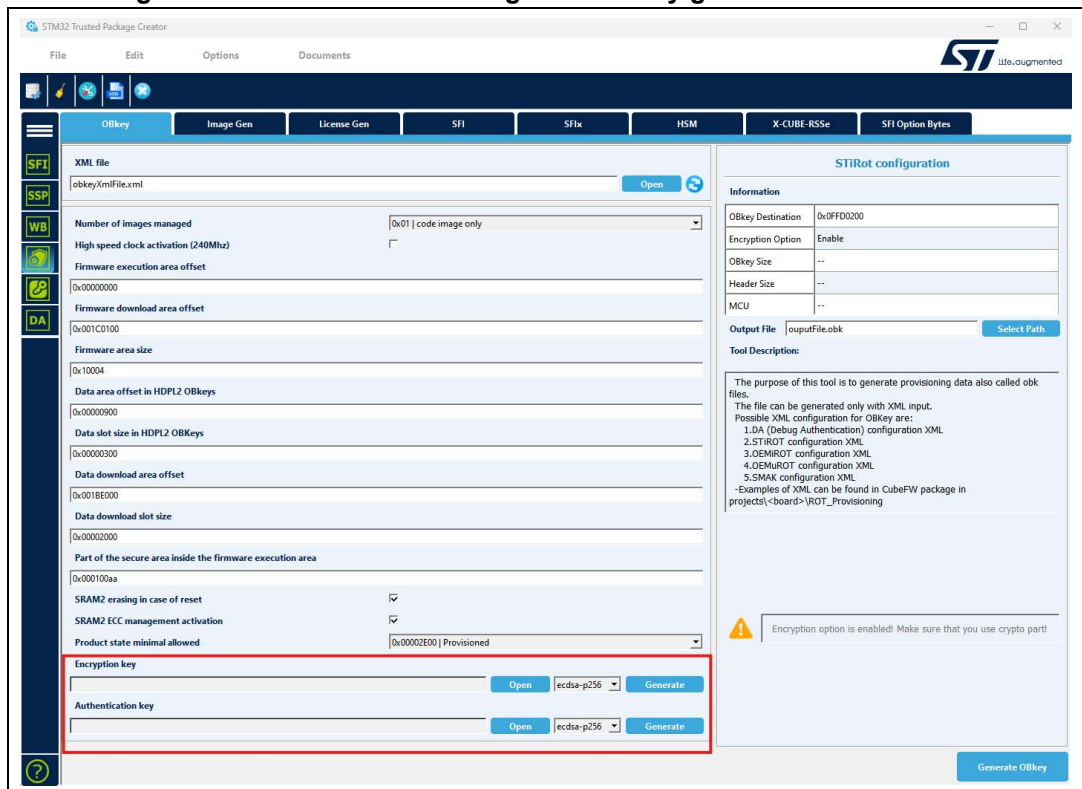 STM32 Trusted Package Creator
File Edit Options Documents
ST life.augmented
LOG
OBkey Image Gen License Gen SFI SFIx HSM X-CUBE-RSSe SFI Option Bytes
SFI
SSP
WB
DA
XML file
obkeyXmlFile.xml Open
Number of images managed 0x01 | code image only
High speed clock activation (240Mhz)
Firmware execution area offset
0x00000000
Firmware download area offset
0x001C0100
Firmware area size
0x10004
Data area offset in HDPL2 OBkeys
0x00000900
Data slot size in HDPL2 OBKeys
0x00000300
Data download area offset
0x001BE000
Data download slot size
0x00002000
Part of the secure area inside the firmware execution area
0x000100aa
SRAM2 erasing in case of reset
SRAM2 ECC management activation
Product state minimal allowed 0x00002E00 | Provisioned
Encryption key
Open ecdsa-p256 Generate
Authentication key
Open ecdsa-p256 Generate
STiRot configuration
Information
OBkey Destination 0x0FFD0200
Encryption Option Enable
OBkey Size --
Header Size --
MCU --
Output File ouputFile.obk Select Path
Tool Description:
The purpose of this tool is to generate provisioning data also called obk
files.
The file can be generated only with XML input.
Possible XML configuration for OBKey are:
1.DA (Debug Authentication) configuration XML
2.STiROT configuration XML
3.OEMiROT configuration XML
4.OEMuROT configuration XML
5.SMAK configuration XML
-Examples of XML can be found in CubeFW package in
projects\<board>\ROT_Provisioning
Encryption option is enabled! Make sure that you use crypto part!
Generate OBkey
?